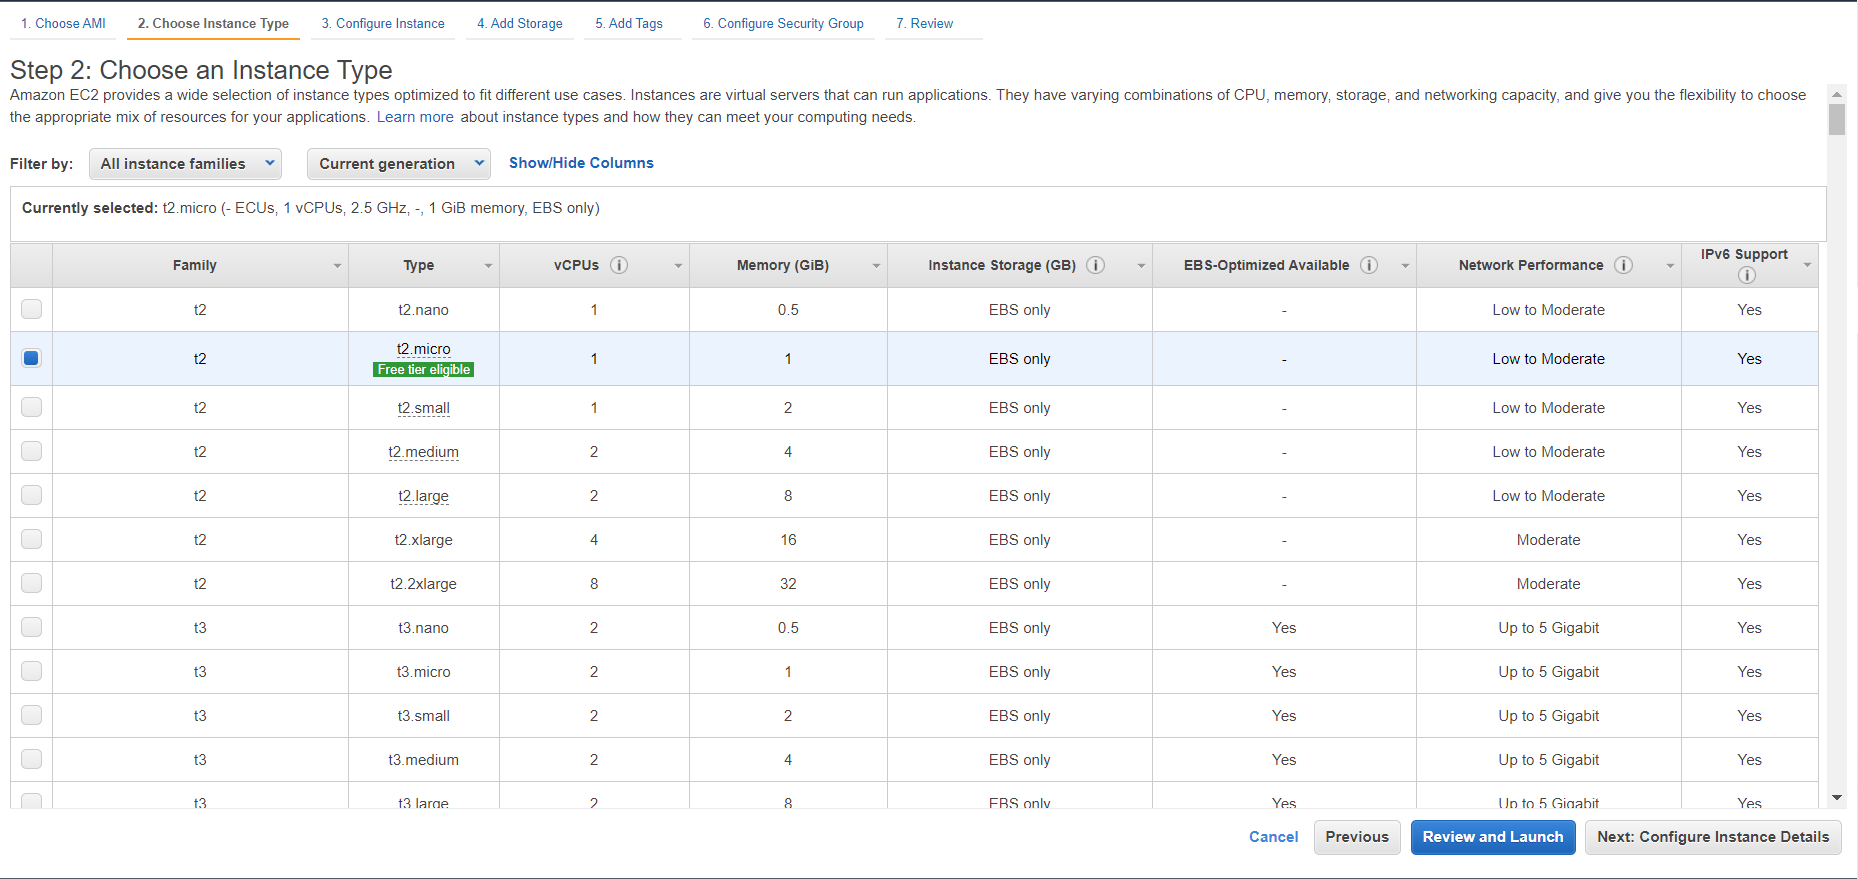 1. Choose AMI 2. Choose Instance Type 3. Configure Instance 4. Add Storage 5. Add Tags 6. Configure Security Group 7. Review
Step 2: Choose an Instance Type
Amazon EC2 provides a wide selection of instance types optimized to fit different use cases. Instances are virtual servers that can run applications. They have varying combinations of CPU, memory, storage, and networking capacity, and give you the flexibility to choose
the appropriate mix of resources for your applications. Learn more about instance types and how they can meet your computing needs.
Filter by: All instance families Current generation Show/Hide Columns
Currently selected: t2.micro (- ECUs, 1 vCPUs, 2.5 GHz, -, 1 GiB memory, EBS only)
Family Type vCPUs Memory (GiB) Instance Storage (GB) EBS-Optimized Available Network Performance IPv6 Support
t2 t2.nano 1 0.5 EBS only - Low to Moderate Yes
t2 t2.micro 1 1 EBS only - Low to Moderate Yes
Free tier eligible
t2 t2.small 1 2 EBS only - Low to Moderate Yes
t2 t2.medium 2 4 EBS only - Low to Moderate Yes
t2 t2.large 2 8 EBS only - Low to Moderate Yes
t2 t2.xlarge 4 16 EBS only - Moderate Yes
t2 t2.2xlarge 8 32 EBS only - Moderate Yes
t3 t3.nano 2 0.5 EBS only Yes Up to 5 Gigabit Yes
t3 t3.micro 2 1 EBS only Yes Up to 5 Gigabit Yes
t3 t3.small 2 2 EBS only Yes Up to 5 Gigabit Yes
t3 t3.medium 2 4 EBS only Yes Up to 5 Gigabit Yes
t3 t3.large 2 8 EBS only Yes Up to 5 Gigabit Yes
Cancel Previous Review and Launch Next: Configure Instance Details